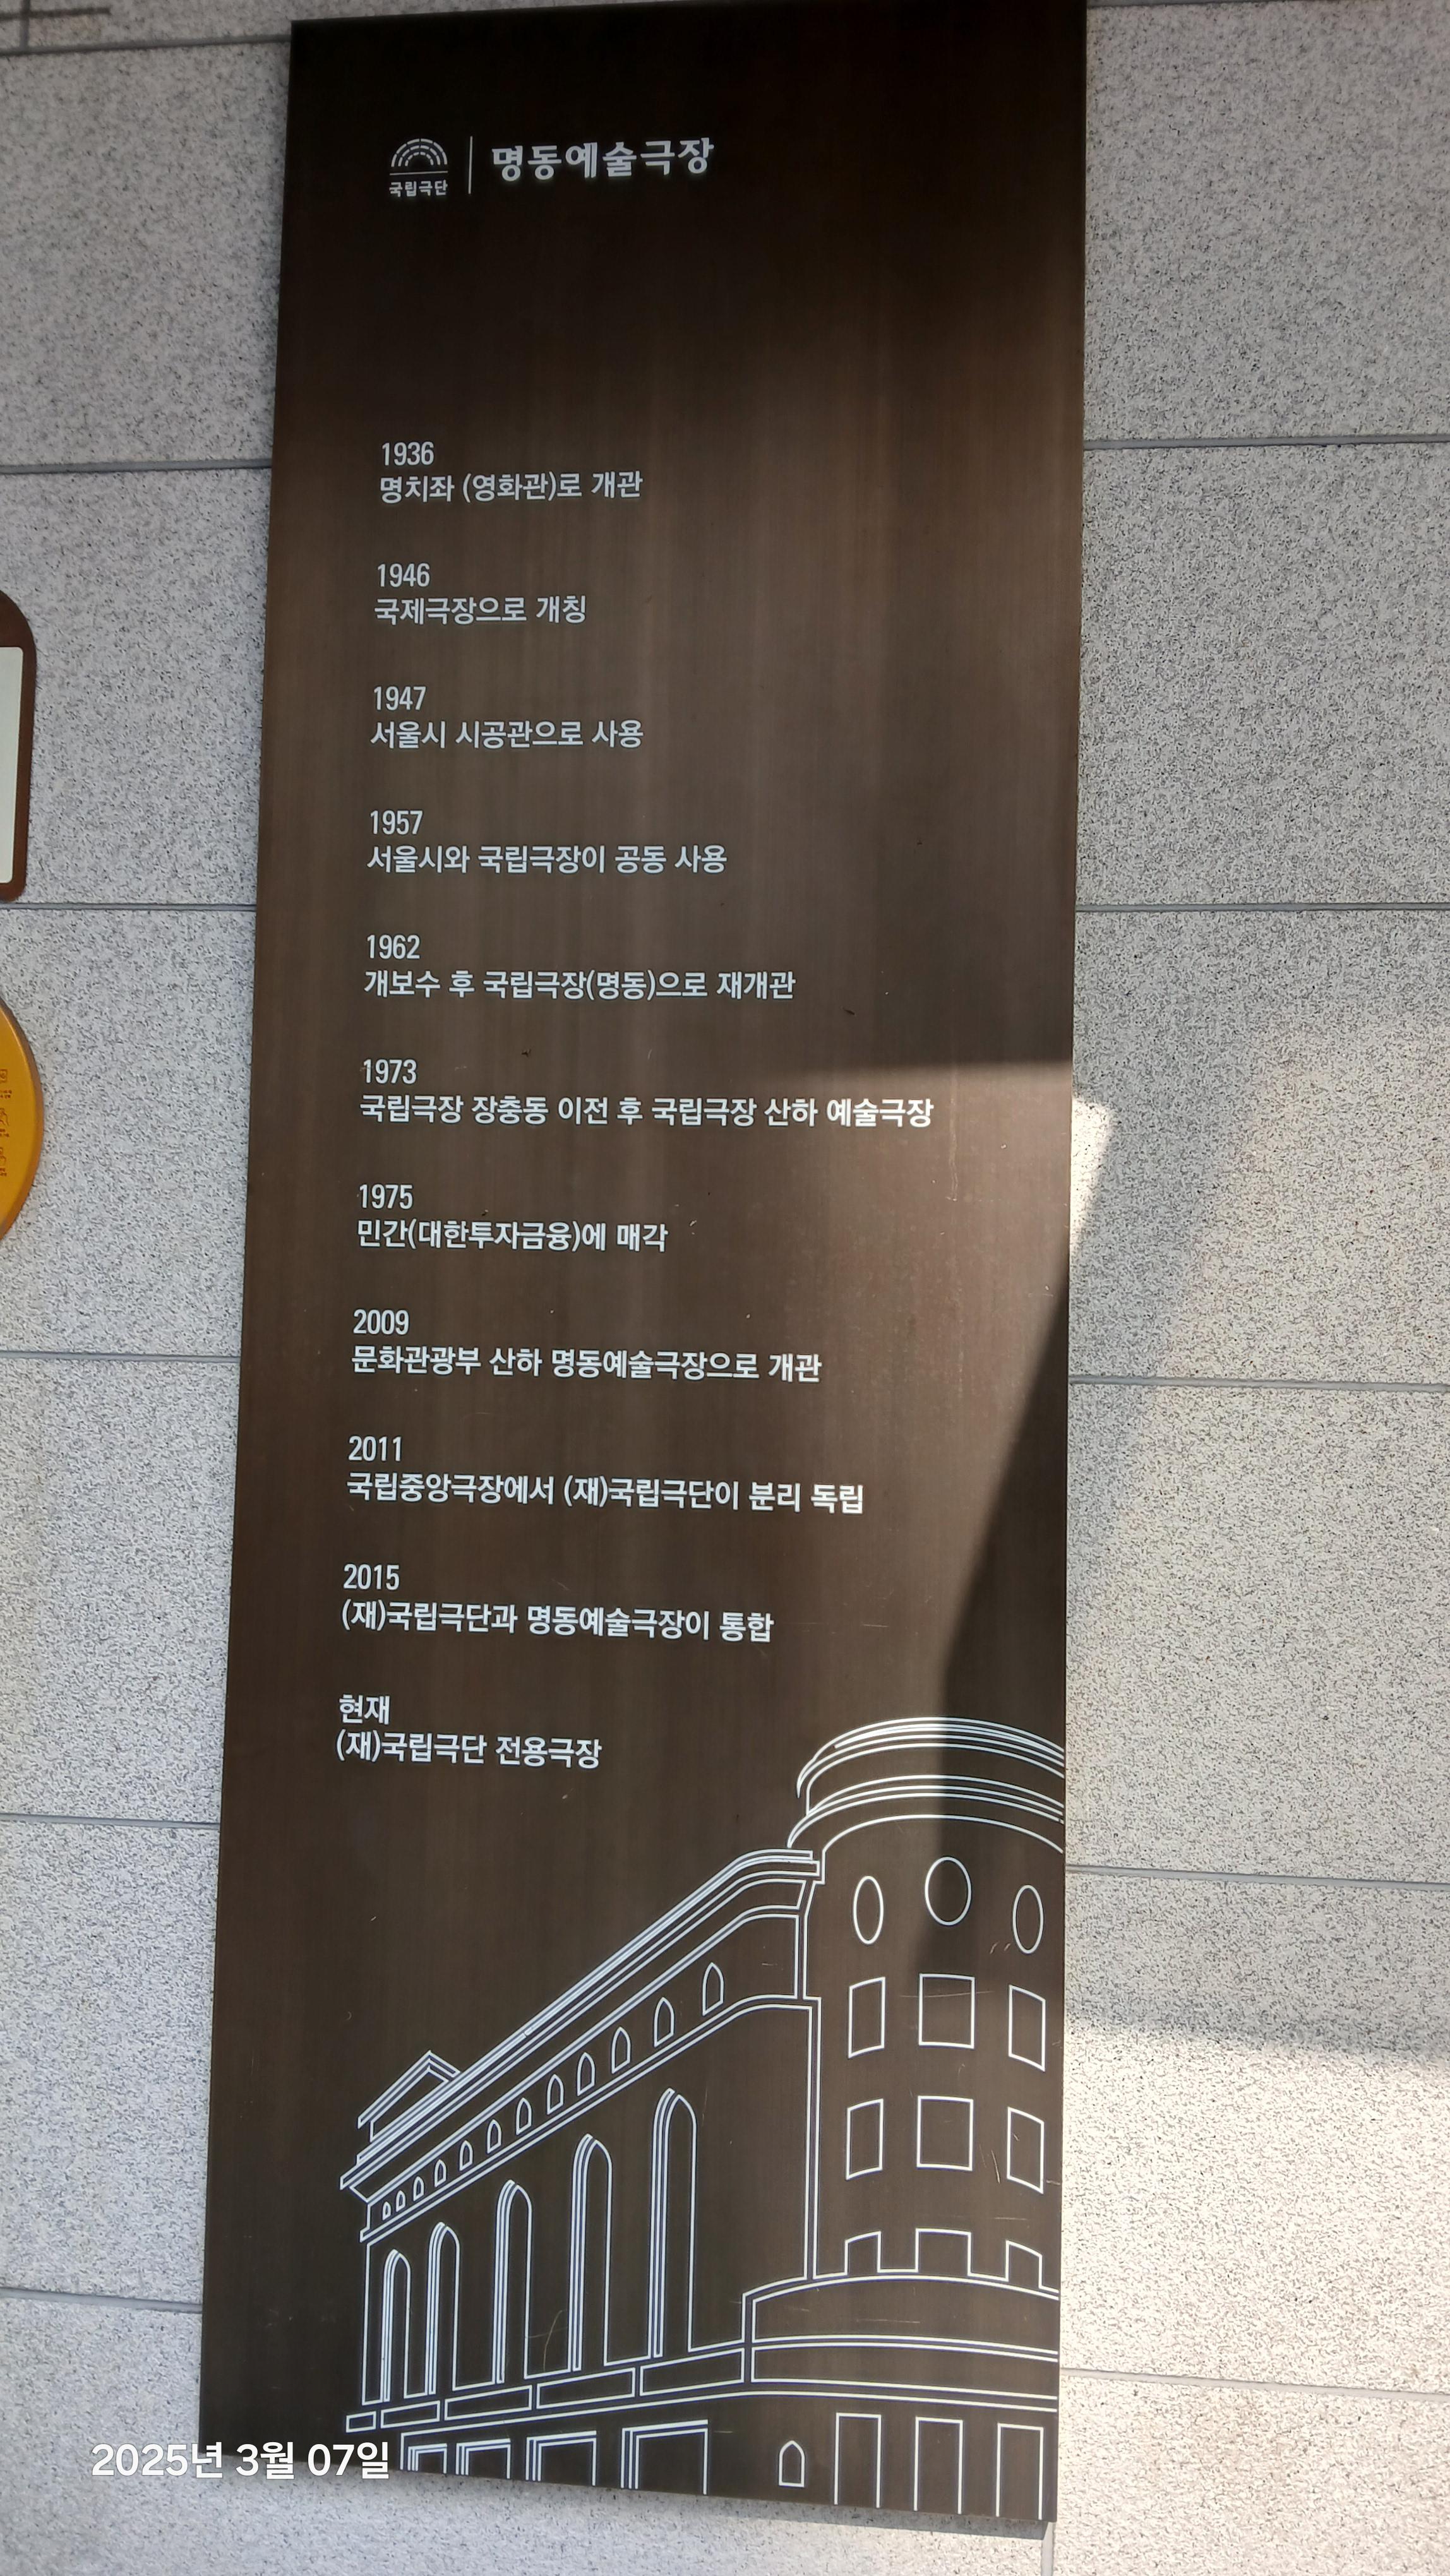 국립극단
명동예술극장
1936
명치좌 (영화관)로 개관
1946
국제극장으로 개칭
1947
서울시 시공관으로 사용
1957
서울시와 국립극장이 공동 사용
1962
개보수 후 국립극장(명동)으로 재개관
1973
국립극장 장충동 이전 후 국립극장 산하 예술극장
1975
민간(대한투자금융)에 매각
2009
문화관광부 산하 명동예술극장으로 개관
2011
국립중앙극장에서 (재)국립극단이 분리 독립
2015
(재)국립극단과 명동예술극장이 통합
현재
(재)국립극단 전용극장
2025년 3월 07일